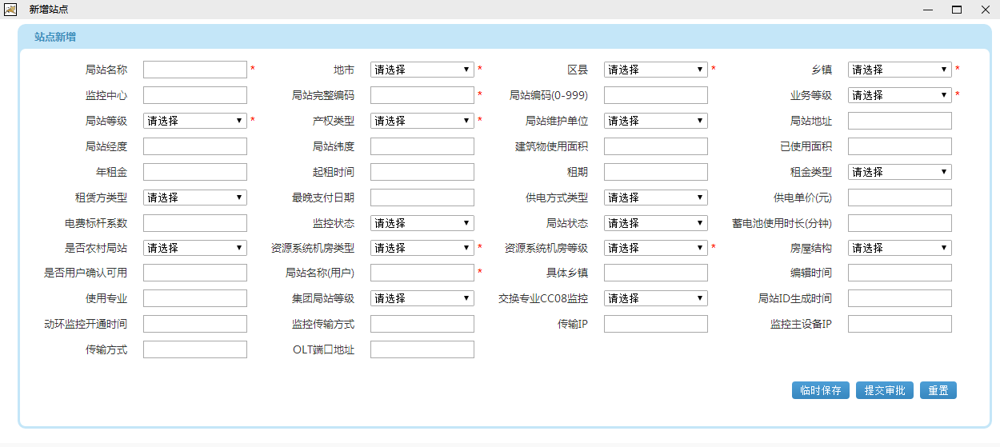 新增站点
站点新增
局站名称 * 地市 请选择 * 区县 请选择 * 乡镇 请选择 *
监控中心 局站完整编码 * 局站编码(0-999) 业务等级 请选择 *
局站等级 请选择 * 产权类型 请选择 * 局站维护单位 请选择 局站地址
局站经度 局站纬度 建筑物使用面积 已使用面积
年租金 起租时间 租期 租金类型 请选择
租赁方类型 请选择 最晚支付日期 供电方式类型 请选择 供电单价(元)
电费标杆系数 监控状态 请选择 局站状态 请选择 蓄电池使用时长(分钟)
是否农村局站 请选择 资源系统机房类型 请选择 * 资源系统机房等级 请选择 * 房屋结构 请选择
是否用户确认可用 局站名称(用户) * 具体乡镇 编辑时间
使用专业 集团局站等级 请选择 交换专业CC08监控 请选择 局站ID生成时间
动环监控开通时间 监控传输方式 传输IP 监控主设备IP
传输方式 OLT端口地址
临时保存 提交审批 重置